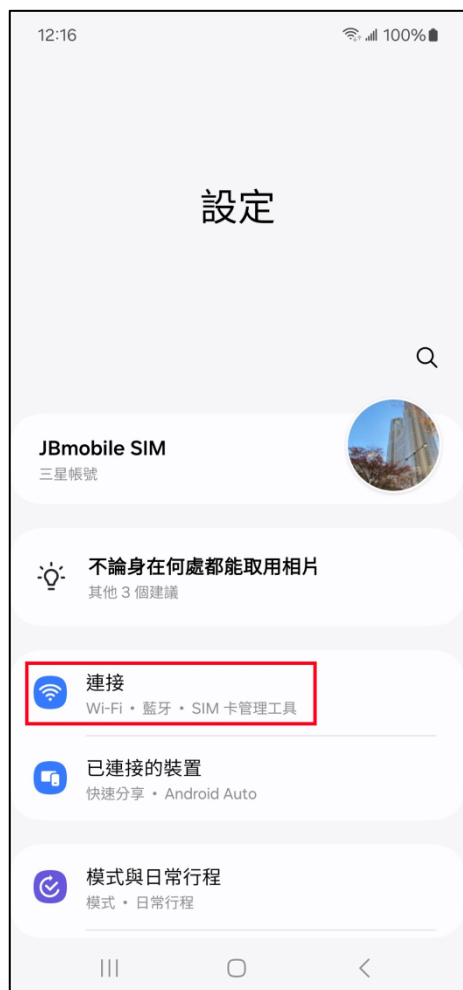 12:16 100%
設定
JBmobile SIM
三星帳號
不論身在何處都能取用相片
其他 3 個建議
連接
Wi-Fi • 藍牙 • SIM 卡管理工具
已連接的裝置
快速分享 • Android Auto
模式與日常行程
模式 • 日常行程